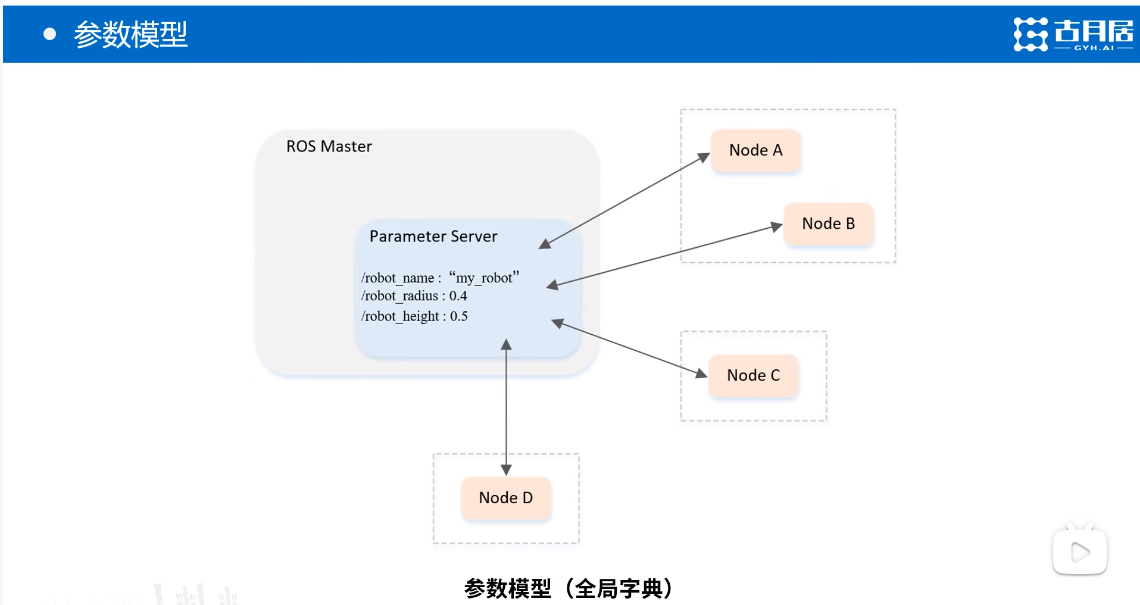 参数模型
古月居
GYH.AI
ROS Master
Parameter Server
/robot_name : “my_robot”
/robot_radius : 0.4
/robot_height : 0.5
Node A
Node B
Node C
Node D
参数模型（全局字典）